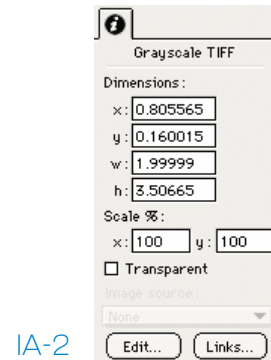 Grayscale TIFF
Dimensions:
x: 0.805565
y: 0.160015
w: 1.99999
h: 3.50665
Scale %:
x: 100 y: 100
Transparent
Image source:
None
IA-2 Edit... Links...